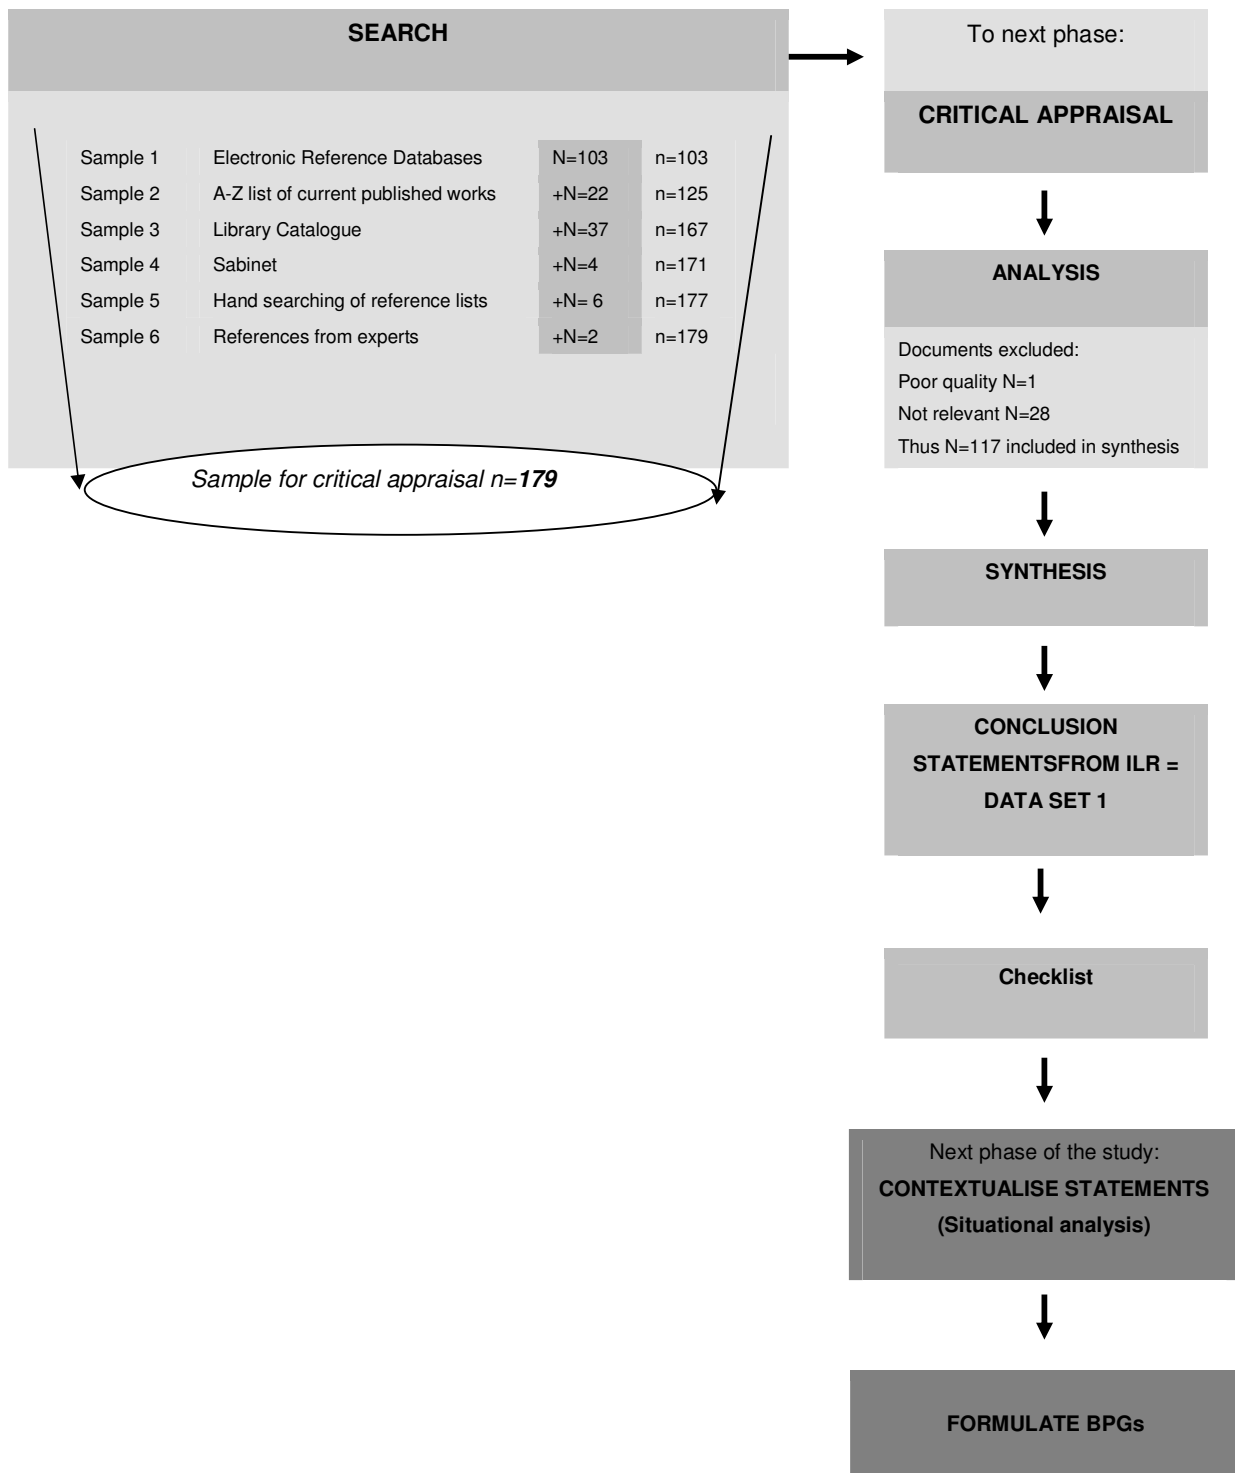 SEARCH
Sample 1 Electronic Reference Databases N=103 n=103
Sample 2 A-Z list of current published works +N=22 n=125
Sample 3 Library Catalogue +N=37 n=167
Sample 4 Sabinet +N=4 n=171
Sample 5 Hand searching of reference lists +N= 6 n=177
Sample 6 References from experts +N=2 n=179
Sample for critical appraisal n=179
To next phase:
CRITICAL APPRAISAL
ANALYSIS
Documents excluded:
Poor quality N=1
Not relevant N=28
Thus N=117 included in synthesis
SYNTHESIS
CONCLUSION
STATEMENTSFROM ILR =
DATA SET 1
Checklist
Next phase of the study:
CONTEXTUALISE STATEMENTS
(Situational analysis)
FORMULATE BPGs